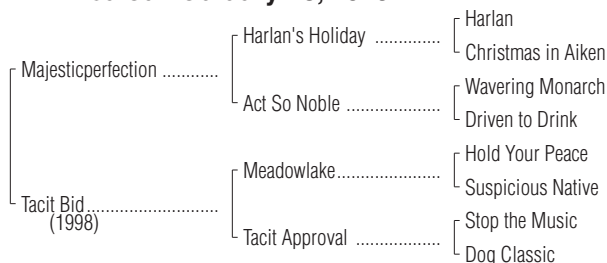 Harlan
Harlan's Holiday ...............
Christmas in Aiken
Majesticperfection ............
Wavering Monarch
Act So Noble ....................
Driven to Drink
Hold Your Peace
Meadowlake......................
Suspicious Native
Tacit Bid............................
(1998)
Stop the Music
Tacit Approval ..................
Dog Classic